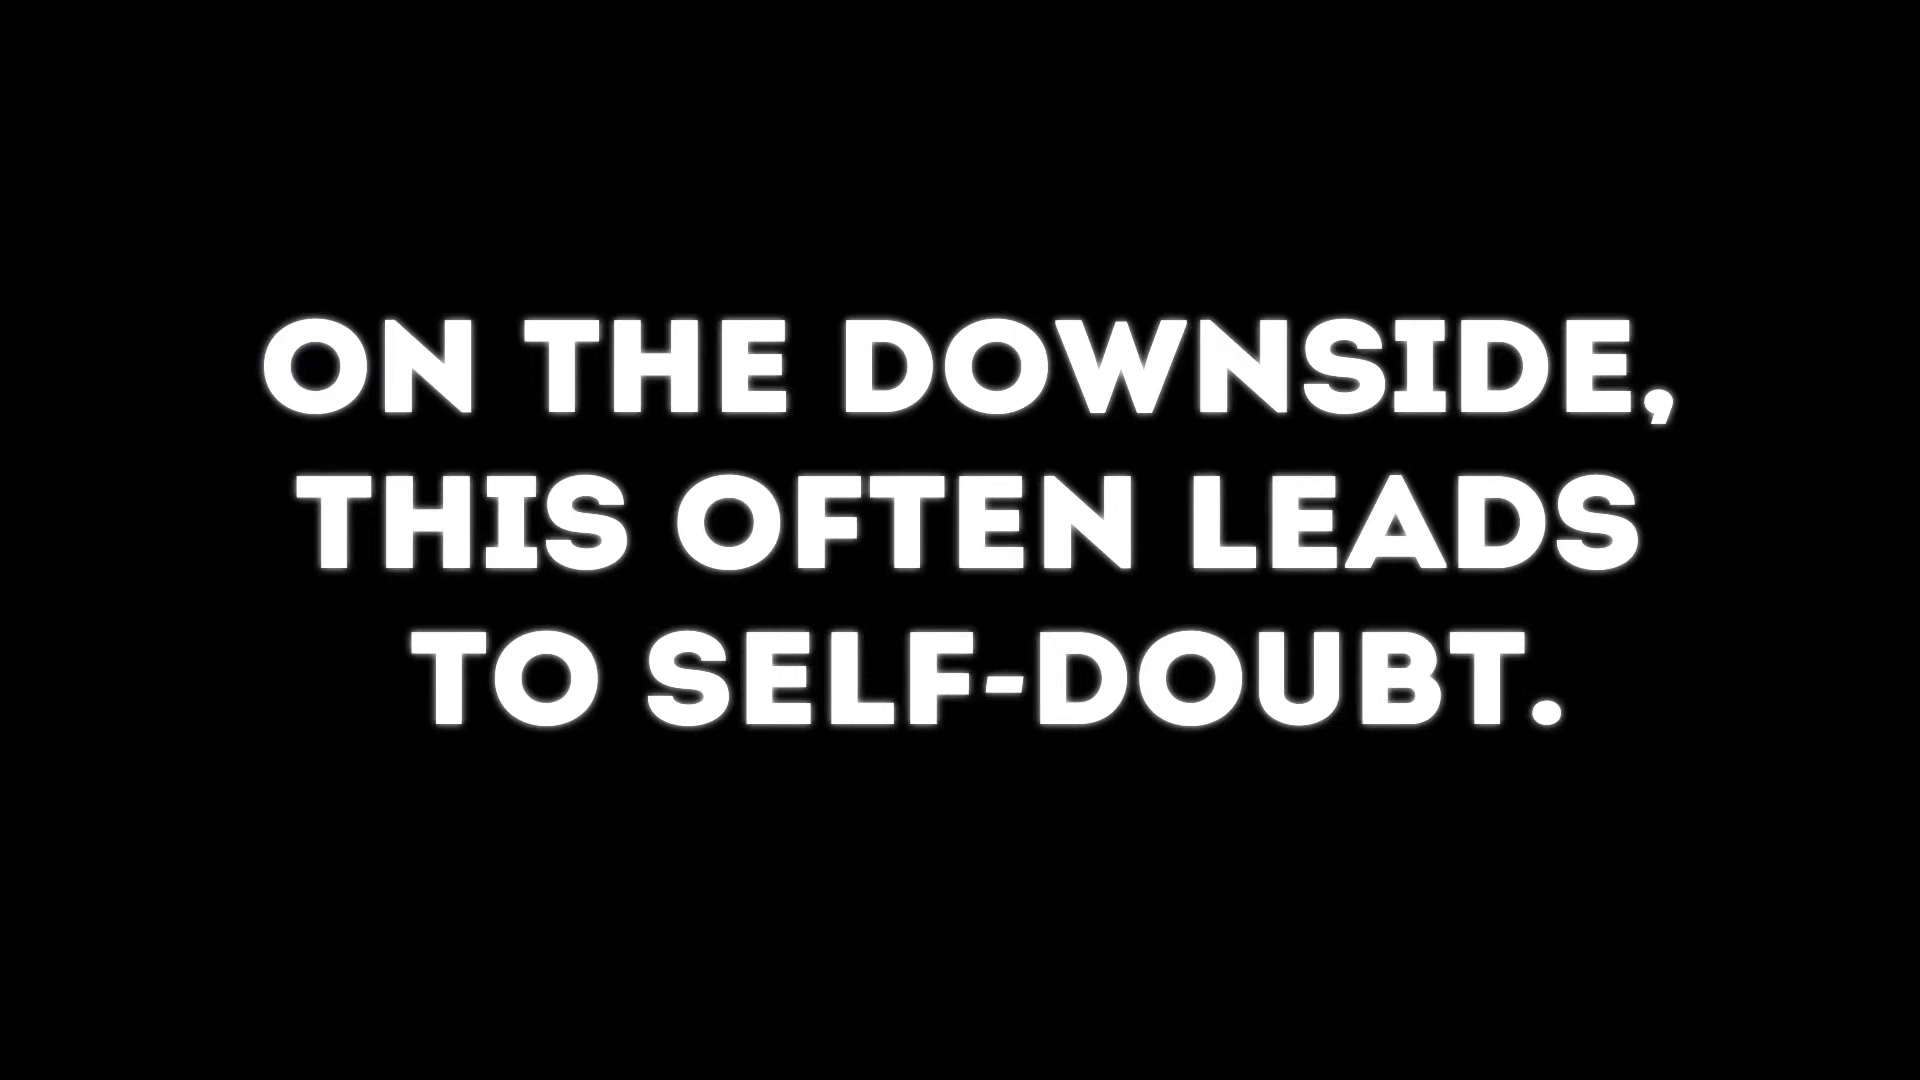 ON THE DOWNSIDE,
THIS OFTEN LEADS
TO SELF-DOUBT.